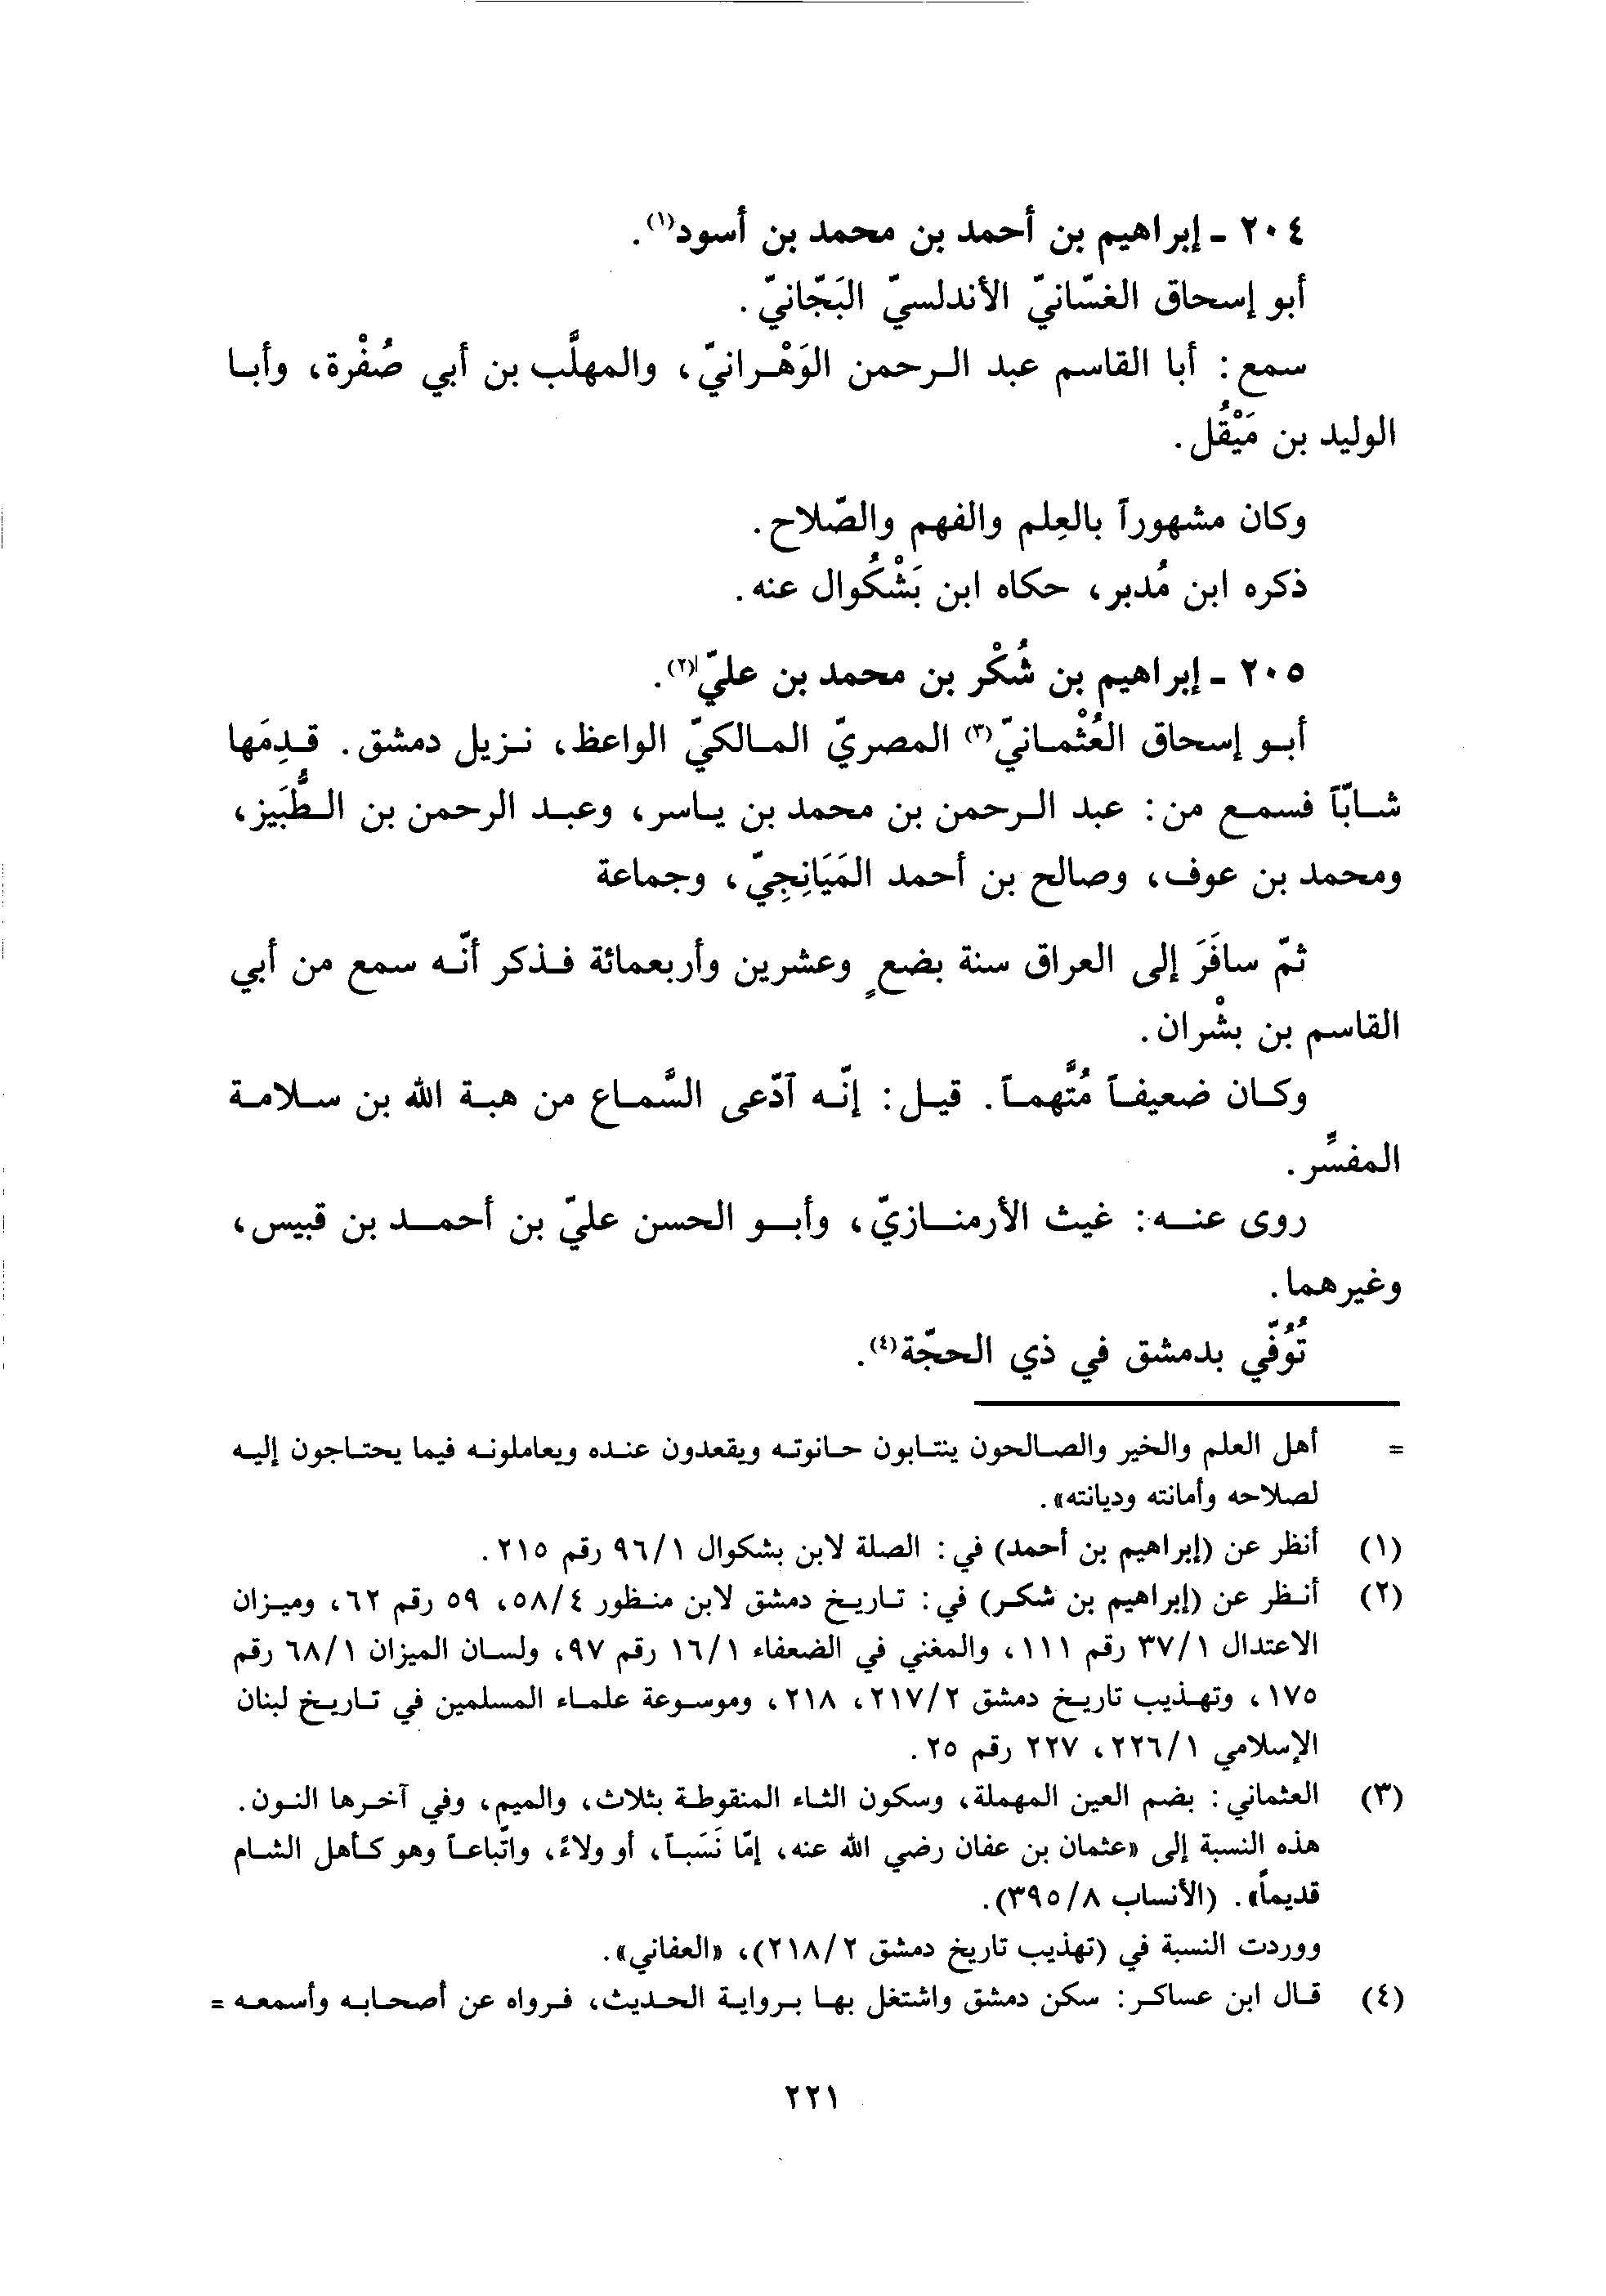 ٢٠٤ - إبراهيم بن أحمد بن محمد بن أسود(١).
أبو إسحاق الغسّانيّ الأندلسيّ البَجّانيّ.
سمع: أبا القاسم عبد الرحمن الوَهْرانيّ، والمهلَّب بن أبي صُفْرة، وأبا
الوليد بن مَيْقُل.
وكان مشهوراً بالعِلم والفهم والصّلاح.
ذكره ابن مُدبر، حكاه ابن بَشْكُوال عنه.
٢٠٥ - إبراهيم بن شُكْر بن محمد بن عليّ(٢).
أبو إسحاق العُثْمانيّ(٣) المصريّ المالكيّ الواعظ، نزيل دمشق. قدِمَها
شابّاً فسمع من: عبد الرحمن بن محمد بن ياسر، وعبد الرحمن بن الطُّبَيز،
ومحمد بن عوف، وصالح بن أحمد المَيَانِجِيّ، وجماعة
ثمّ سافَرَ إلى العراق سنة بضعٍ وعشرين وأربعمائة فذكر أنّه سمع من أبي
القاسم بن بشْران.
وكان ضعيفاً مُتَّهماً. قيل: إنّه آدّعى السَّماع من هبة الله بن سلامة
المفسِّر.
روى عنه: غيث الأرمنازيّ، وأبو الحسن عليّ بن أحمد بن قبيس،
وغيرهما.
تُوُفّي بدمشق في ذي الحجّة(٤).
= أهل العلم والخير والصالحون ينتابون حانوته ويقعدون عنده ويعاملونه فيما يحتاجون إليه
لصلاحه وأمانته وديانته».
(١) أنظر عن (إبراهيم بن أحمد) في: الصلة لابن بشكوال ٩٦/١ رقم ٢١٥.
(٢) أنظر عن (إبراهيم بن شكر) في: تاريخ دمشق لابن منظور ٥٨/٤، ٥٩ رقم ٦٢، وميزان
الاعتدال ٣٧/١ رقم ١١١، والمغني في الضعفاء ١٦/١ رقم ٩٧، ولسان الميزان ٦٨/١ رقم
١٧٥، وتهذيب تاريخ دمشق ٢١٧/٢، ٢١٨، وموسوعة علماء المسلمين في تاريخ لبنان
الإسلامي ٢٢٦/١، ٢٢٧ رقم ٢٥.
(٣) العثماني: بضم العين المهملة، وسكون الثاء المنقوطة بثلاث، والميم، وفي آخرها النون.
هذه النسبة إلى «عثمان بن عفان رضي الله عنه، إمّا نَسَباً، أو ولاءً، واتّباعاً وهو كأهل الشام
قديماً». (الأنساب ٣٩٥/٨).
ووردت النسبة في (تهذيب تاريخ دمشق ٢١٨/٢)، «العفاني».
(٤) قال ابن عساكر: سكن دمشق واشتغل بها برواية الحديث، فرواه عن أصحابه وأسمعه =
٢٢١